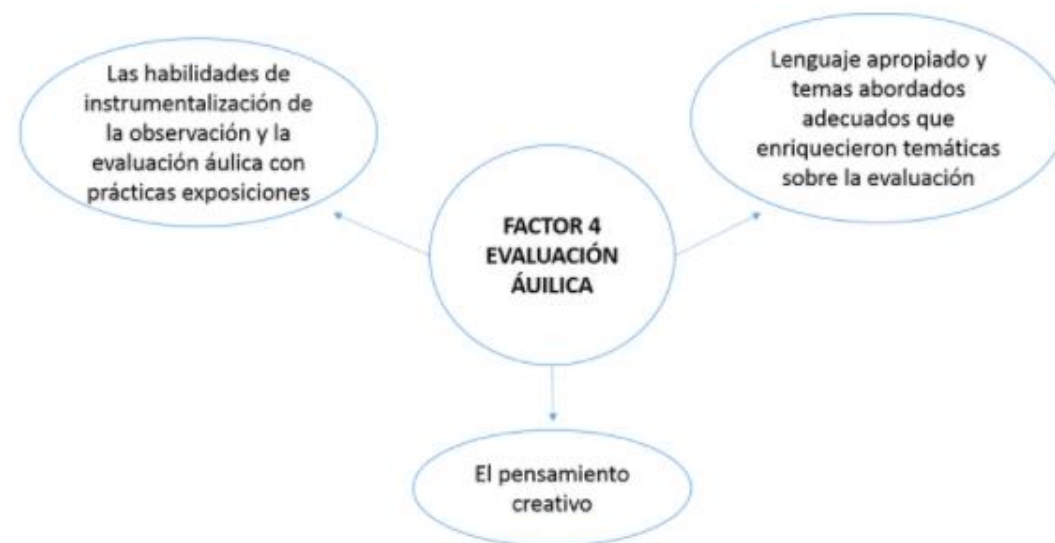 Las habilidades de
instrumentalización de
la observación y la
evaluación áulica con
prácticas exposiciones
Lenguaje apropiado y
temas abordados
adecuados que
enriquecieron temáticas
sobre la evaluación
FACTOR 4
EVALUACIÓN
ÁUILICA
El pensamiento
creativo